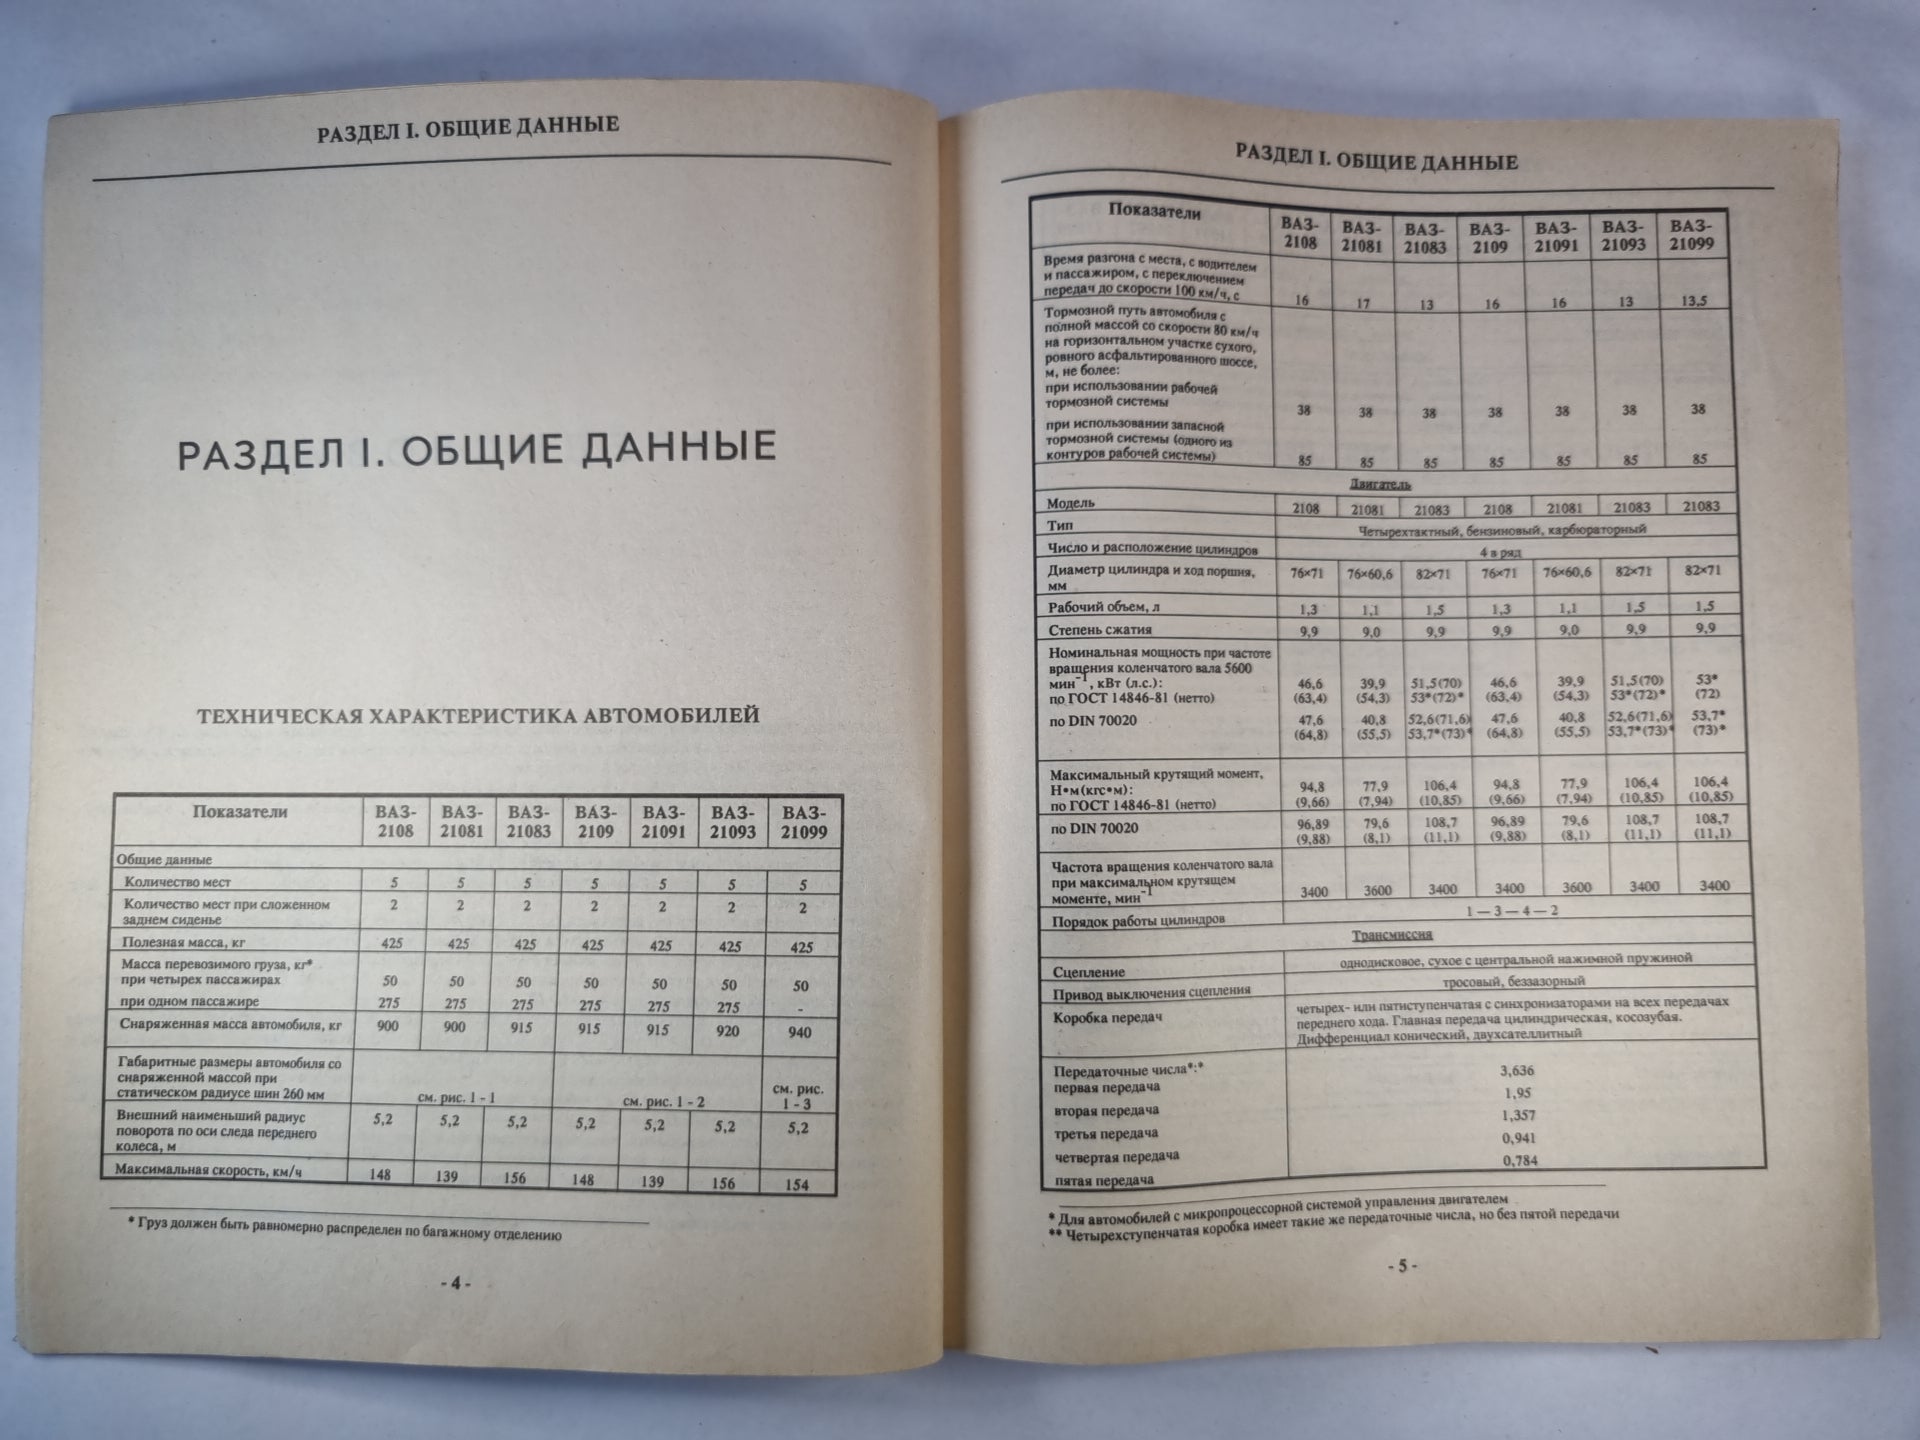 РАЗДЕЛ I. ОБЩИЕ ДАННЫЕ
РАЗДЕЛ I. ОБЩИЕ ДАННЫЕ
ТЕХНИЧЕСКАЯ ХАРАКТЕРИСТИКА АВТОМОБИЛЕЙ
Показатели ВАЗ- ВАЗ- ВАЗ- ВАЗ- ВАЗ- ВАЗ- ВАЗ-
2108 21081 21083 2109 21091 21093 21099
Общие данные
Количество мест 5 5 5 5 5 5 5
Количество мест при сложенном 2 2 2 2 2 2 2
заднем сиденье
Полезная масса, кг 425 425 425 425 425 425 425
Масса перевозимого груза, кг*
при четырех пассажирах 50 50 50 50 50 50 50
при одном пассажире 275 275 275 275 275 275 -
Снаряженная масса автомобиля, кг 900 900 915 915 915 920 940
Габаритные размеры автомобиля со
снаряженной массой при см. рис.
статическом радиусе шин 260 мм см. рис. 1 - 1 см. рис. 1 - 2 1 - 3
Внешний наименьший радиус 5,2 5,2 5,2 5,2 5,2 5,2 5,2
поворота по оси следа переднего
колеса, м
Максимальная скорость, км/ч 148 139 156 148 139 156 154
* Груз должен быть равномерно распределен по багажному отделению
- 4 -
РАЗДЕЛ I. ОБЩИЕ ДАННЫЕ
Показатели ВАЗ- ВАЗ- ВАЗ- ВАЗ- ВАЗ- ВАЗ- ВАЗ-
2108 21081 21083 2109 21091 21093 21099
Время разгона с места, с водителем
и пассажиром, с переключением
передач до скорости 100 км/ч, с 16 17 13 16 16 13 13,5
Тормозной путь автомобиля с
полной массой со скорости 80 км/ч
на горизонтальном участке сухого,
ровного асфальтированного шоссе,
м, не более:
при использовании рабочей
тормозной системы 38 38 38 38 38 38 38
при использовании запасной
тормозной системы (одного из
контуров рабочей системы) 85 85 85 85 85 85 85
Двигатель
Модель 2108 21081 21083 2108 21081 21083 21083
Тип Четырехтактный, бензиновый, карбюраторный
Число и расположение цилиндров 4 в ряд
Диаметр цилиндра и ход поршня, 76×71 76×60,6 82×71 76×71 76×60,6 82×71 82×71
мм
Рабочий объем, л 1,3 1,1 1,5 1,3 1,1 1,5 1,5
Степень сжатия 9,9 9,0 9,9 9,9 9,0 9,9 9,9
Номинальная мощность при частоте
вращения коленчатого вала 5600
мин⁻¹, кВт (л.с.): 46,6 39,9 51,5(70) 46,6 39,9 51,5(70) 53*
по ГОСТ 14846-81 (нетто) (63,4) (54,3) 53*(72)* (63,4) (54,3) 53*(72)* (72)
по DIN 70020 47,6 40,8 52,6(71,6) 47,6 40,8 52,6(71,6) 53,7*
(64,8) (55,5) 53,7*(73)* (64,8) (55,5) 53,7*(73)* (73)*
Максимальный крутящий момент,
Н•м(кгс•м): 94,8 77,9 106,4 94,8 77,9 106,4 106,4
по ГОСТ 14846-81 (нетто) (9,66) (7,94) (10,85) (9,66) (7,94) (10,85) (10,85)
по DIN 70020 96,89 79,6 108,7 96,89 79,6 108,7 108,7
(9,88) (8,1) (11,1) (9,88) (8,1) (11,1) (11,1)
Частота вращения коленчатого вала
при максимальном крутящем
моменте, мин⁻¹ 3400 3600 3400 3400 3600 3400 3400
Порядок работы цилиндров 1 — 3 — 4 — 2
Трансмиссия
Сцепление однодисковое, сухое с центральной нажимной пружиной
Привод выключения сцепления тросовый, беззазорный
Коробка передач четырех- или пятиступенчатая с синхронизаторами на всех передачах
переднего хода. Главная передача цилиндрическая, косозубая.
Дифференциал конический, двухсателлитный
Передаточные числа*:*
первая передача 3,636
вторая передача 1,95
третья передача 1,357
четвертая передача 0,941
пятая передача 0,784
* Для автомобилей с микропроцессорной системой управления двигателем
** Четырехступенчатая коробка имеет такие же передаточные числа, но без пятой передачи
- 5 -